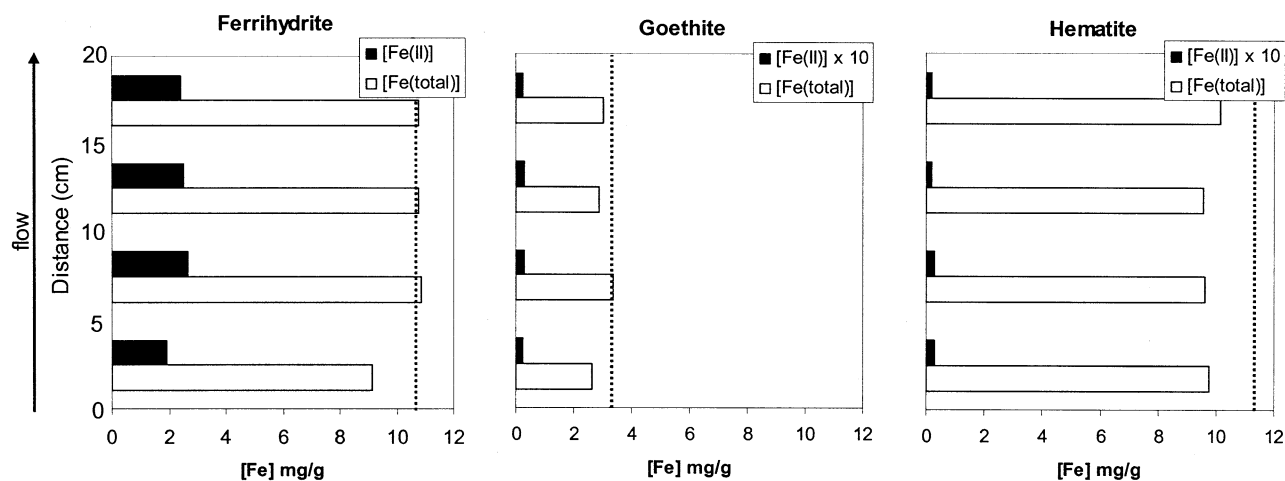 Ferrihydrite
[Fe(II)]
[Fe(total)]
20
15
10
5
0
Distance (cm)
flow
0 2 4 6 8 10 12
[Fe] mg/g
Goethite
[Fe(II)] x 10
[Fe(total)]
0 2 4 6 8 10 12
[Fe] mg/g
Hematite
[Fe(II)] x 10
[Fe(total)]
0 2 4 6 8 10 12
[Fe] mg/g